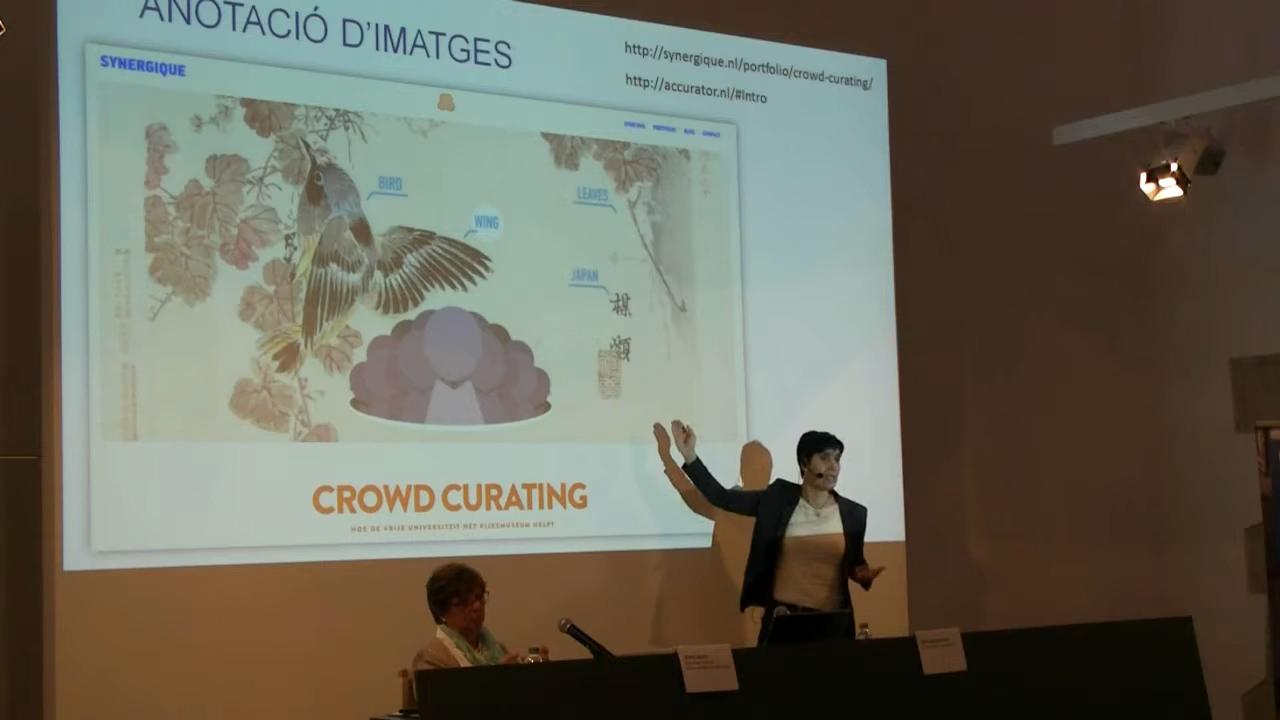 ANOTACIÓ D'IMATGES
http://synergique.nl/portfolio/crowd-curating/
http://accurator.nl/#Intro
SYNERGIQUE
BIRD
WING
LEAVES
JAPAN
CROWD CURATING
HOE DE VRIJE UNIVERSITEIT HET RIJKSMUSEUM HELPT